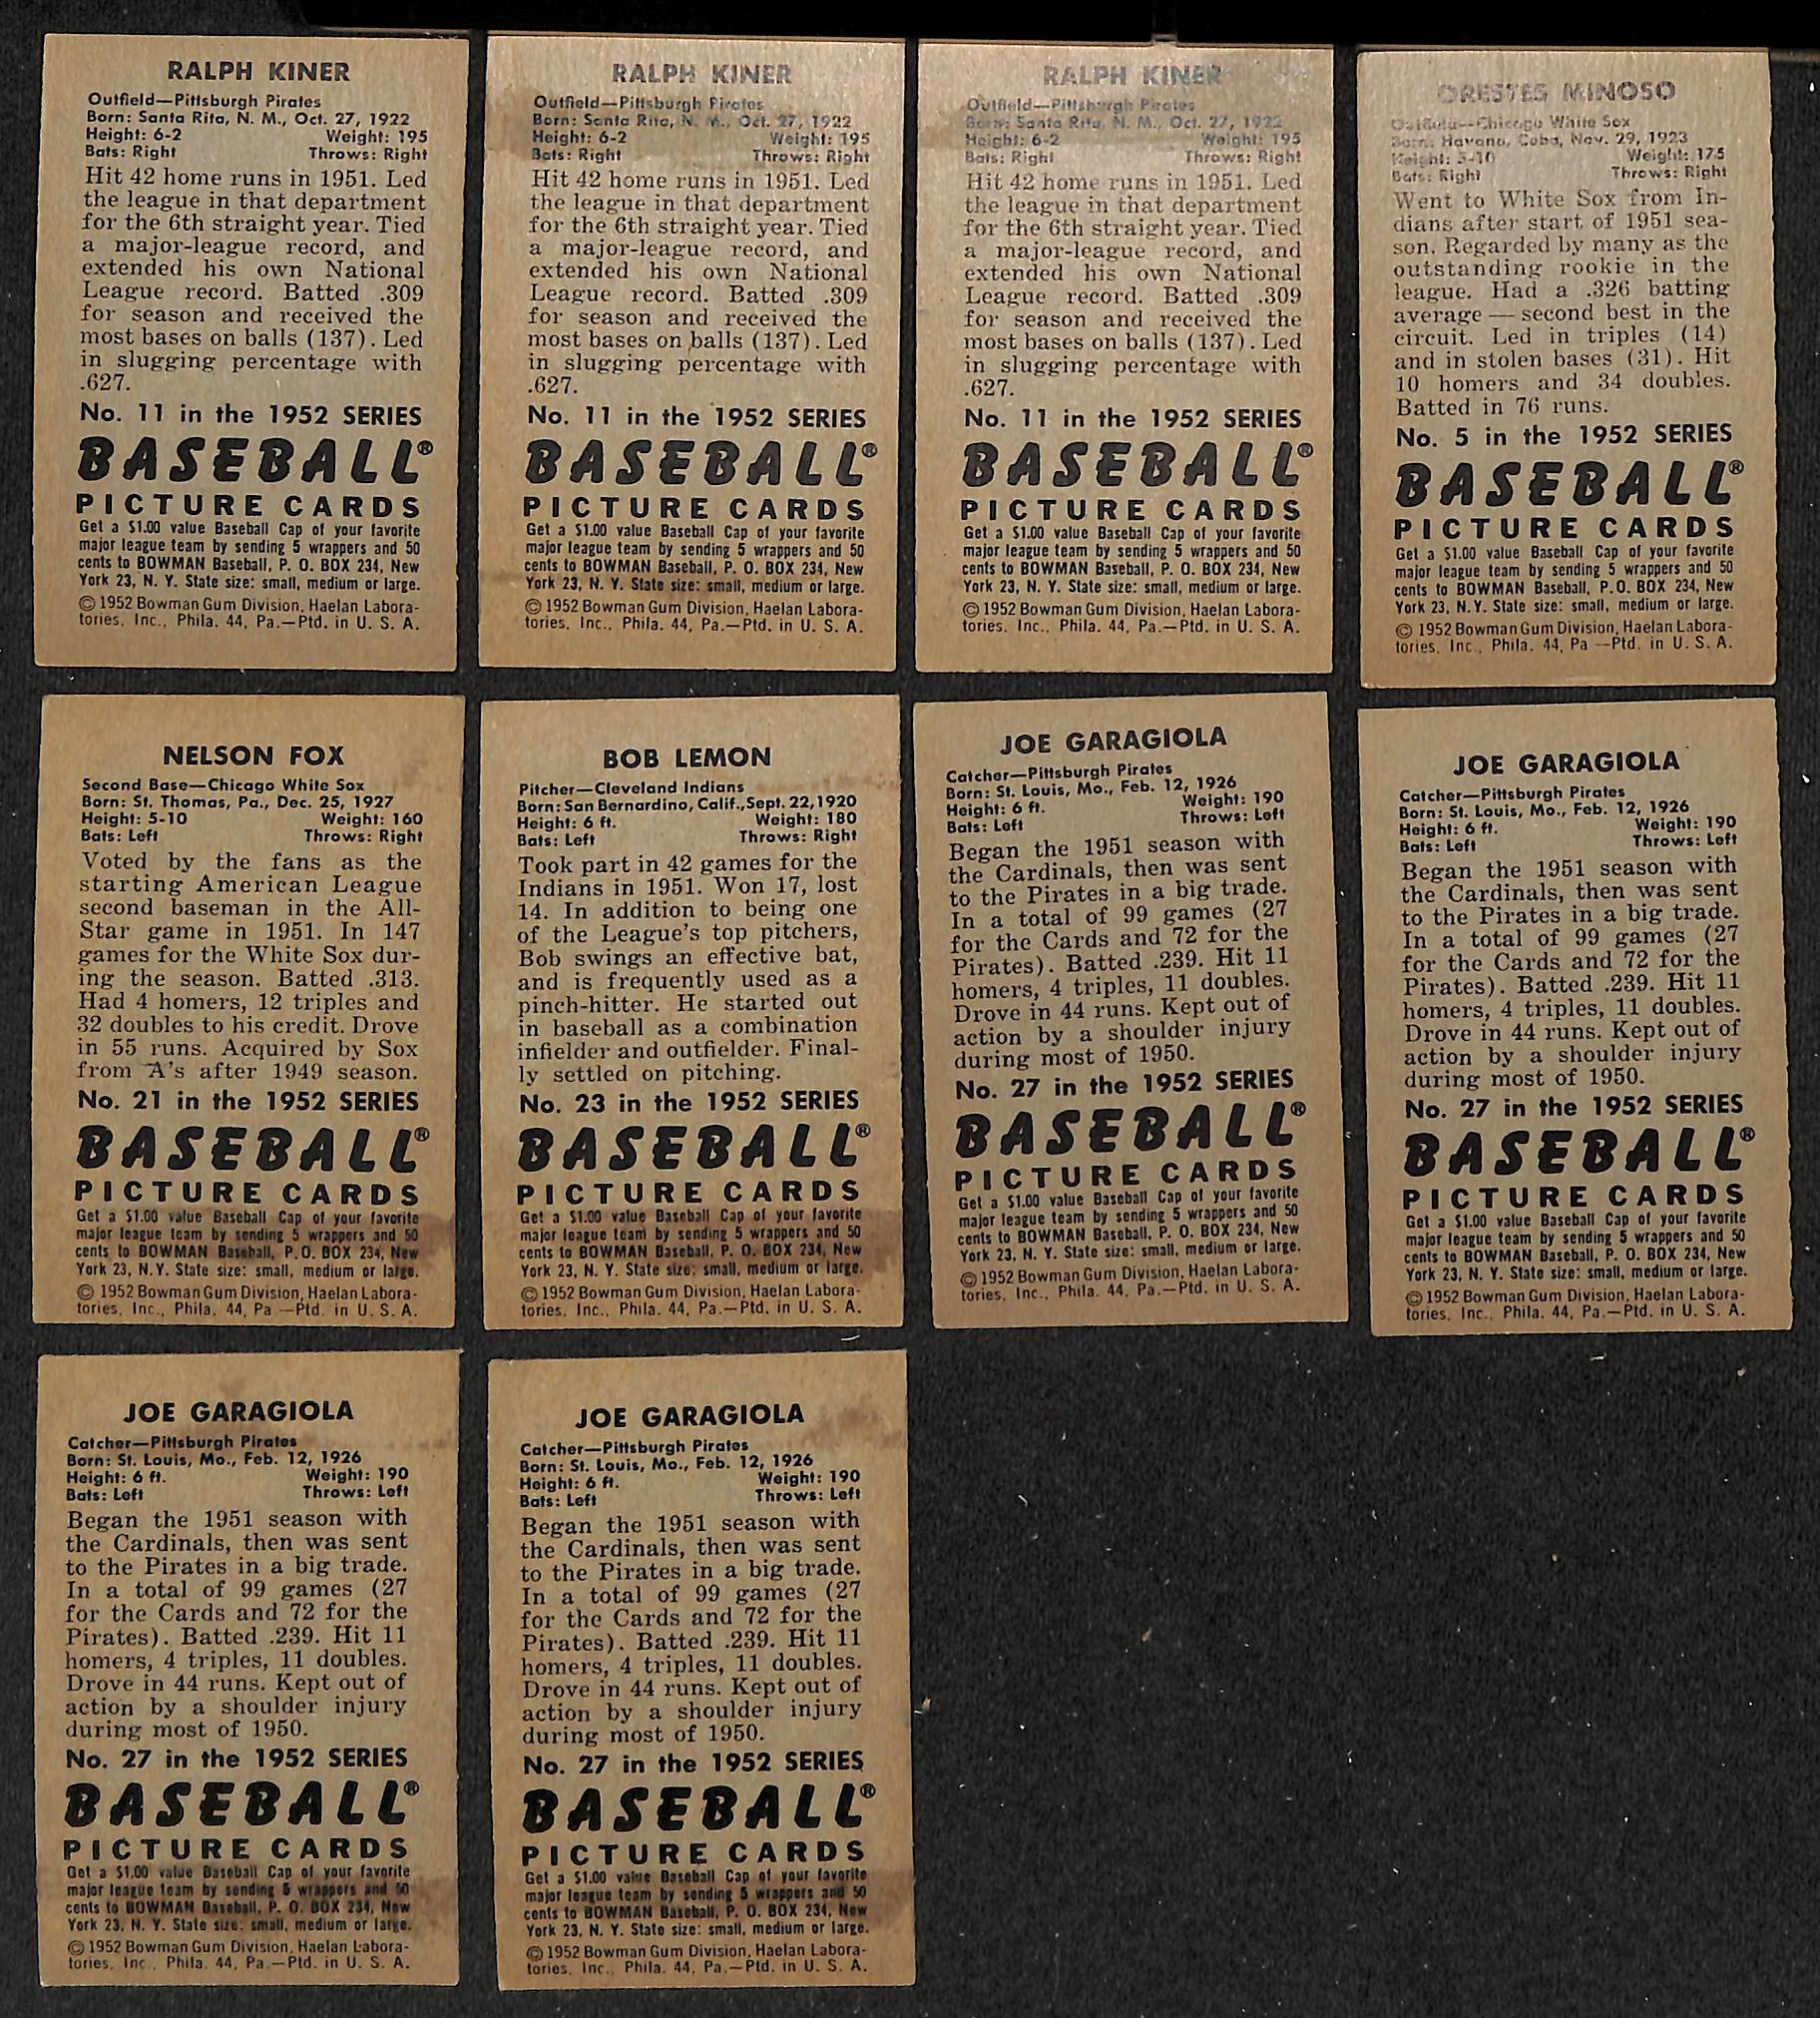 RALPH KINER
Outfield—Pittsburgh Pirates
Born: Santa Rita, N. M., Oct. 27, 1922
Height: 6-2 Weight: 195
Bats: Right Throws: Right
Hit 42 home runs in 1951. Led
the league in that department
for the 6th straight year. Tied
a major-league record, and
extended his own National
League record. Batted .309
for season and received the
most bases on balls (137). Led
in slugging percentage with
.627.
No. 11 in the 1952 SERIES
BASEBALL®
PICTURE CARDS
Get a $1.00 value Baseball Cap of your favorite
major league team by sending 5 wrappers and 50
cents to BOWMAN Baseball, P. O. BOX 234, New
York 23, N. Y. State size: small, medium or large.
© 1952 Bowman Gum Division, Haelan Labora-
tories, Inc., Phila. 44, Pa.—Ptd. in U. S. A.
RALPH KINER
Outfield—Pittsburgh Pirates
Born: Santa Rita, N. M., Oct. 27, 1922
Height: 6-2 Weight: 195
Bats: Right Throws: Right
Hit 42 home runs in 1951. Led
the league in that department
for the 6th straight year. Tied
a major-league record, and
extended his own National
League record. Batted .309
for season and received the
most bases on balls (137). Led
in slugging percentage with
.627.
No. 11 in the 1952 SERIES
BASEBALL®
PICTURE CARDS
Get a $1.00 value Baseball Cap of your favorite
major league team by sending 5 wrappers and 50
cents to BOWMAN Baseball, P. O. BOX 234, New
York 23, N. Y. State size: small, medium or large.
© 1952 Bowman Gum Division, Haelan Labora-
tories, Inc., Phila. 44, Pa.—Ptd. in U. S. A.
RALPH KINER
Outfield—Pittsburgh Pirates
Born: Santa Rita, N. M., Oct. 27, 1922
Height: 6-2 Weight: 195
Bats: Right Throws: Right
Hit 42 home runs in 1951. Led
the league in that department
for the 6th straight year. Tied
a major-league record, and
extended his own National
League record. Batted .309
for season and received the
most bases on balls (137). Led
in slugging percentage with
.627.
No. 11 in the 1952 SERIES
BASEBALL®
PICTURE CARDS
Get a $1.00 value Baseball Cap of your favorite
major league team by sending 5 wrappers and 50
cents to BOWMAN Baseball, P. O. BOX 234, New
York 23, N. Y. State size: small, medium or large.
© 1952 Bowman Gum Division, Haelan Labora-
tories, Inc., Phila. 44, Pa.—Ptd. in U. S. A.
ORESTES MINOSO
Outfield—Chicago White Sox
Born: Havana, Cuba, Nov. 29, 1923
Height: 5-10 Weight: 175
Bats: Right Throws: Right
Went to White Sox from In-
dians after start of 1951 sea-
son. Regarded by many as the
outstanding rookie in the
league. Had a .326 batting
average — second best in the
circuit. Led in triples (14)
and in stolen bases (31). Hit
10 homers and 34 doubles.
Batted in 76 runs.
No. 5 in the 1952 SERIES
BASEBALL®
PICTURE CARDS
Get a $1.00 value Baseball Cap of your favorite
major league team by sending 5 wrappers and 50
cents to BOWMAN Baseball, P.O. BOX 234, New
York 23, N.Y. State size: small, medium or large.
© 1952 Bowman Gum Division, Haelan Labora-
tories, Inc., Phila. 44, Pa —Ptd. in U. S. A.
NELSON FOX
Second Base—Chicago White Sox
Born: St. Thomas, Pa., Dec. 25, 1927
Height: 5-10 Weight: 160
Bats: Left Throws: Right
Voted by the fans as the
starting American League
second baseman in the All-
Star game in 1951. In 147
games for the White Sox dur-
ing the season. Batted .313.
Had 4 homers, 12 triples and
32 doubles to his credit. Drove
in 55 runs. Acquired by Sox
from A's after 1949 season.
No. 21 in the 1952 SERIES
BASEBALL®
PICTURE CARDS
Get a $1.00 value Baseball Cap of your favorite
major league team by sending 5 wrappers and 50
cents to BOWMAN Baseball, P.O. BOX 234, New
York 23, N.Y. State size: small, medium or large.
© 1952 Bowman Gum Division, Haelan Labora-
tories, Inc., Phila. 44, Pa —Ptd. in U. S. A.
BOB LEMON
Pitcher—Cleveland Indians
Born: San Bernardino, Calif., Sept. 22, 1920
Height: 6 ft. Weight: 180
Bats: Left Throws: Right
Took part in 42 games for the
Indians in 1951. Won 17, lost
14. In addition to being one
of the League's top pitchers,
Bob swings an effective bat,
and is frequently used as a
pinch-hitter. He started out
in baseball as a combination
infielder and outfielder. Final-
ly settled on pitching.
No. 23 in the 1952 SERIES
BASEBALL®
PICTURE CARDS
Get a $1.00 value Baseball Cap of your favorite
major league team by sending 5 wrappers and 50
cents to BOWMAN Baseball, P. O. BOX 234, New
York 23, N. Y. State size: small, medium or large.
© 1952 Bowman Gum Division, Haelan Labora-
tories, Inc., Phila. 44, Pa.—Ptd. in U. S. A.
JOE GARAGIOLA
Catcher—Pittsburgh Pirates
Born: St. Louis, Mo., Feb. 12, 1926
Height: 6 ft. Weight: 190
Bats: Left Throws: Left
Began the 1951 season with
the Cardinals, then was sent
to the Pirates in a big trade.
In a total of 99 games (27
for the Cards and 72 for the
Pirates). Batted .239. Hit 11
homers, 4 triples, 11 doubles.
Drove in 44 runs. Kept out of
action by a shoulder injury
during most of 1950.
No. 27 in the 1952 SERIES
BASEBALL®
PICTURE CARDS
Get a $1.00 value Baseball Cap of your favorite
major league team by sending 5 wrappers and 50
cents to BOWMAN Baseball, P. O. BOX 234, New
York 23, N. Y. State size: small, medium or large.
© 1952 Bowman Gum Division, Haelan Labora-
tories, Inc., Phila. 44, Pa.—Ptd. in U. S. A.
JOE GARAGIOLA
Catcher—Pittsburgh Pirates
Born: St. Louis, Mo., Feb. 12, 1926
Height: 6 ft. Weight: 190
Bats: Left Throws: Left
Began the 1951 season with
the Cardinals, then was sent
to the Pirates in a big trade.
In a total of 99 games (27
for the Cards and 72 for the
Pirates). Batted .239. Hit 11
homers, 4 triples, 11 doubles.
Drove in 44 runs. Kept out of
action by a shoulder injury
during most of 1950.
No. 27 in the 1952 SERIES
BASEBALL®
PICTURE CARDS
Get a $1.00 value Baseball Cap of your favorite
major league team by sending 5 wrappers and 50
cents to BOWMAN Baseball, P. O. BOX 234, New
York 23, N. Y. State size: small, medium or large.
© 1952 Bowman Gum Division, Haelan Labora-
tories, Inc., Phila. 44, Pa.—Ptd. in U. S. A.
JOE GARAGIOLA
Catcher—Pittsburgh Pirates
Born: St. Louis, Mo., Feb. 12, 1926
Height: 6 ft. Weight: 190
Bats: Left Throws: Left
Began the 1951 season with
the Cardinals, then was sent
to the Pirates in a big trade.
In a total of 99 games (27
for the Cards and 72 for the
Pirates). Batted .239. Hit 11
homers, 4 triples, 11 doubles.
Drove in 44 runs. Kept out of
action by a shoulder injury
during most of 1950.
No. 27 in the 1952 SERIES
BASEBALL®
PICTURE CARDS
Get a $1.00 value Baseball Cap of your favorite
major league team by sending 5 wrappers and 50
cents to BOWMAN Baseball, P. O. BOX 234, New
York 23, N. Y. State size: small, medium or large.
© 1952 Bowman Gum Division, Haelan Labora-
tories, Inc., Phila. 44, Pa.—Ptd. in U. S. A.
JOE GARAGIOLA
Catcher—Pittsburgh Pirates
Born: St. Louis, Mo., Feb. 12, 1926
Height: 6 ft. Weight: 190
Bats: Left Throws: Left
Began the 1951 season with
the Cardinals, then was sent
to the Pirates in a big trade.
In a total of 99 games (27
for the Cards and 72 for the
Pirates). Batted .239. Hit 11
homers, 4 triples, 11 doubles.
Drove in 44 runs. Kept out of
action by a shoulder injury
during most of 1950.
No. 27 in the 1952 SERIES
BASEBALL®
PICTURE CARDS
Get a $1.00 value Baseball Cap of your favorite
major league team by sending 5 wrappers and 50
cents to BOWMAN Baseball, P. O. BOX 234, New
York 23, N. Y. State size: small, medium or large.
© 1952 Bowman Gum Division, Haelan Labora-
tories, Inc., Phila. 44, Pa.—Ptd. in U. S. A.